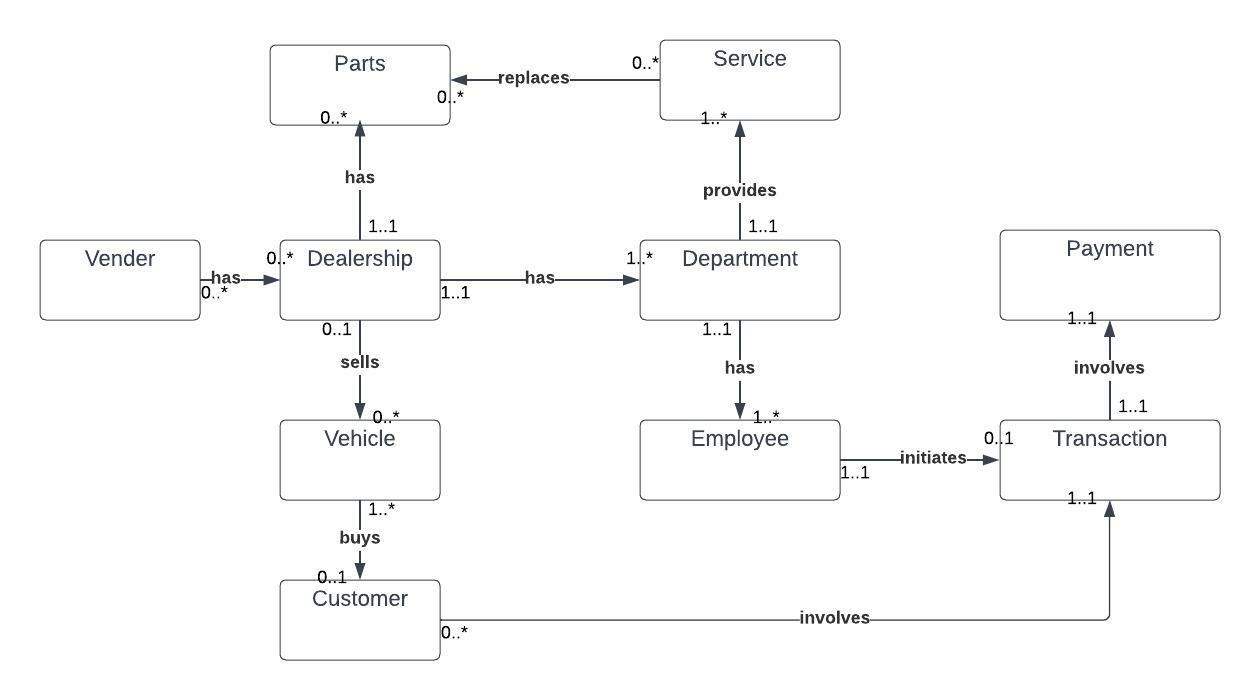 Parts
Service
0..*
replaces
0..*
0..*
1..*
has
provides
1..1
1..1
Vender
0..*
Dealership
1..*
Department
Payment
has
0..*
1..1
has
1..1
0..1
1..1
sells
has
involves
0..*
1..*
1..1
Vehicle
Employee
0..1
Transaction
initiates
1..1
1..*
1..1
buys
0..1
Customer
0..*
involves